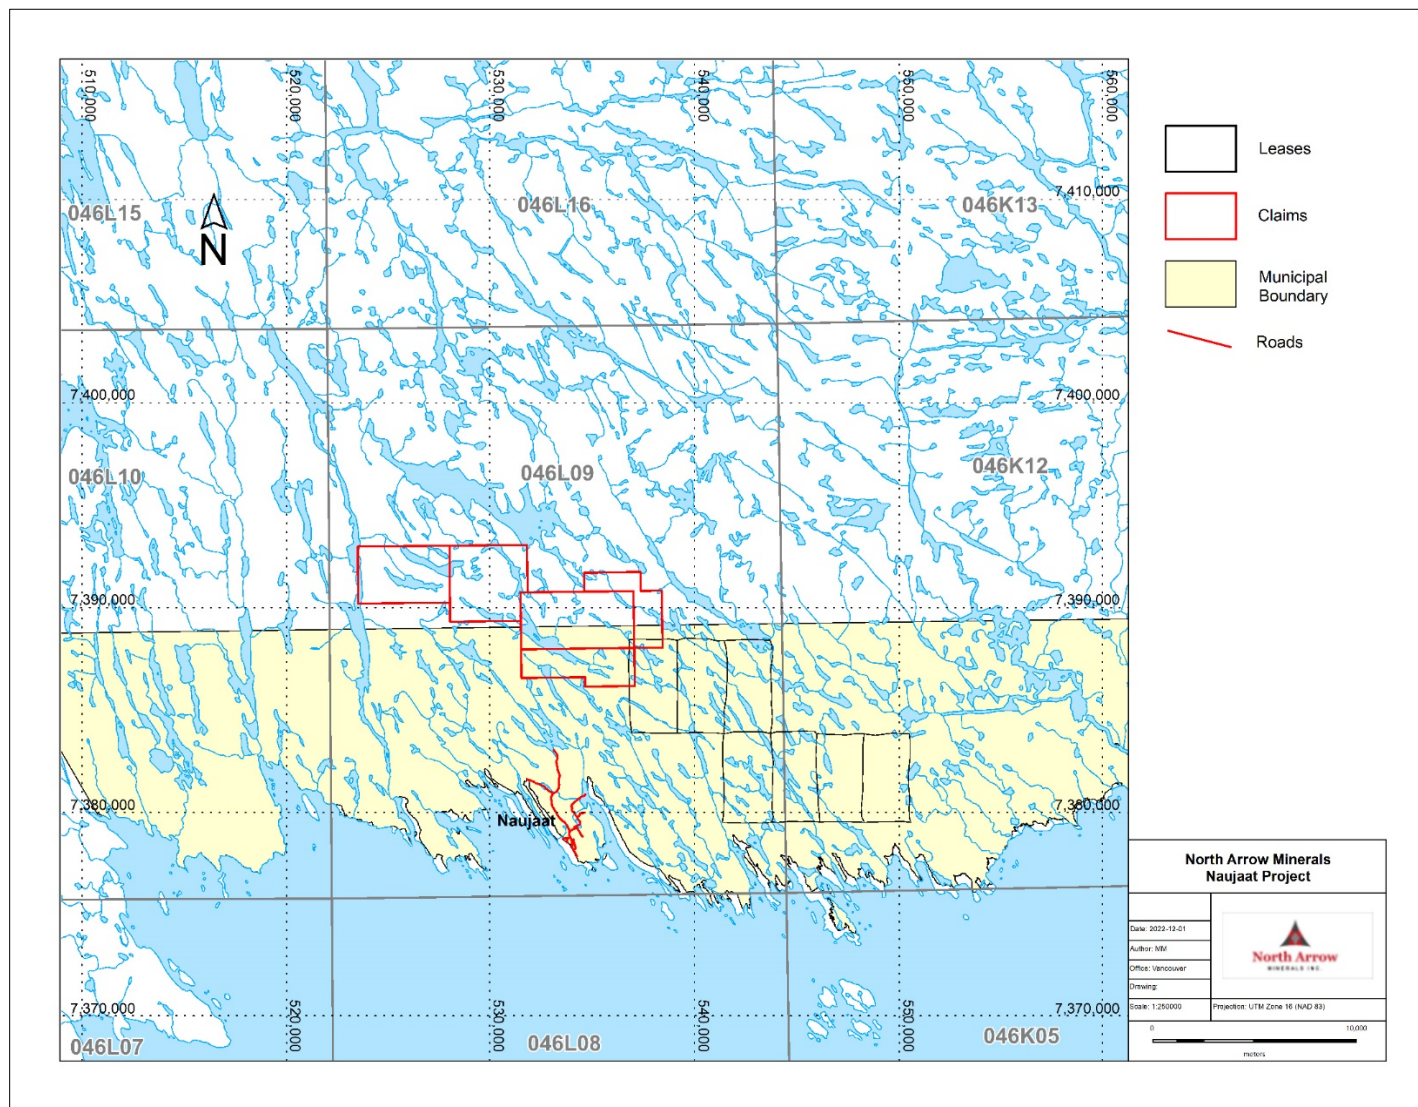 510,000
520,000
530,000
540,000
550,000
560,000
046L15
046L16
046K13
7,410,000
N
7,400,000
7,400,000
046L10
046L09
046K12
7,390,000
7,390,000
7,380,000
7,380,000
Naujaat
7,370,000
7,370,000
510,000
520,000
530,000
540,000
550,000
560,000
046L07
046L08
046K05
Leases
Claims
Municipal
Boundary
Roads
North Arrow Minerals
Naujaat Project
Date: 2022-12-01
Author: MM
Office: Vancouver
Drawing:
Scale: 1:250000
Projection: UTM Zone 16 (NAD 83)
North Arrow
MINERALS INC.
0
10,000
meters